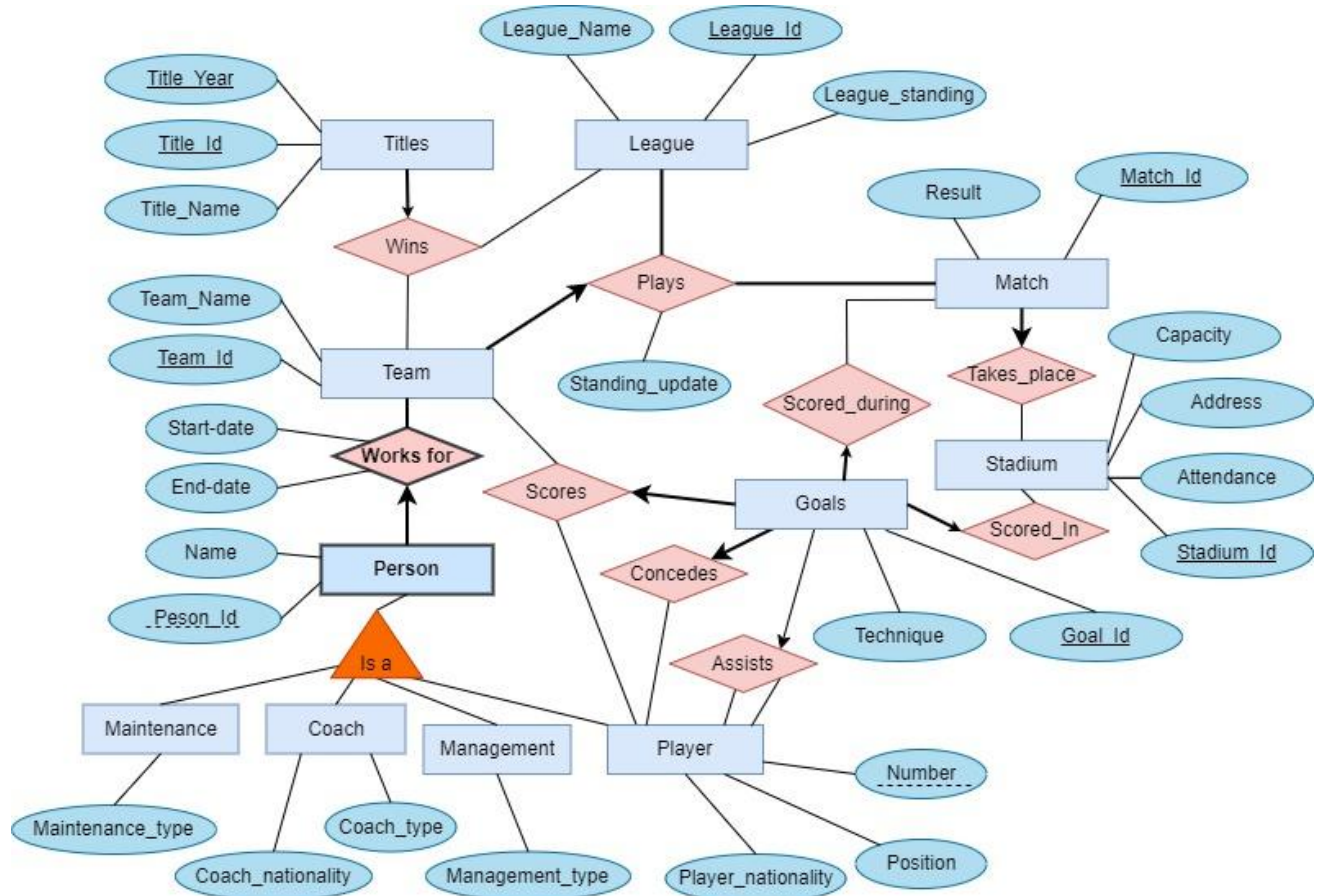 League_Name
League_Id
Title_Year
League_standing
Title_Id
Titles
League
Title_Name
Result
Match_Id
Wins
Team_Name
Plays
Match
Team_Id
Team
Standing_update
Capacity
Takes_place
Scored_during
Address
Start-date
Works for
Stadium
End-date
Scores
Goals
Attendance
Scored_In
Name
Person
Concedes
Stadium_Id
Peson_Id
Technique
Goal_Id
Is a
Assists
Maintenance
Coach
Management
Player
Number
Maintenance_type
Coach_type
Coach_nationality
Management_type
Player_nationality
Position